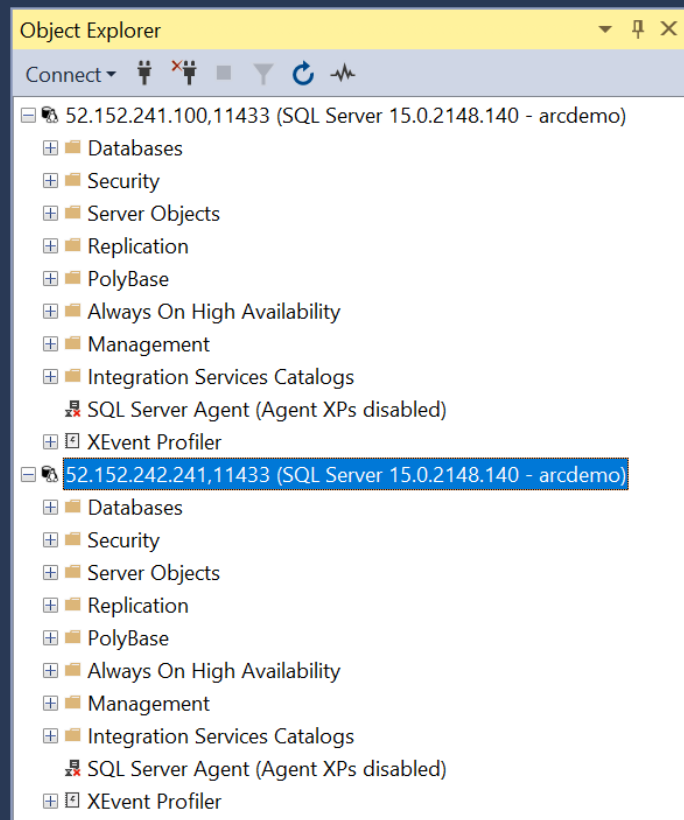 Object Explorer
Connect
52.152.241.100,11433 (SQL Server 15.0.2148.140 - arcdemo)
Databases
Security
Server Objects
Replication
PolyBase
Always On High Availability
Management
Integration Services Catalogs
SQL Server Agent (Agent XPs disabled)
XEvent Profiler
52.152.242.241,11433 (SQL Server 15.0.2148.140 - arcdemo)
Databases
Security
Server Objects
Replication
PolyBase
Always On High Availability
Management
Integration Services Catalogs
SQL Server Agent (Agent XPs disabled)
XEvent Profiler